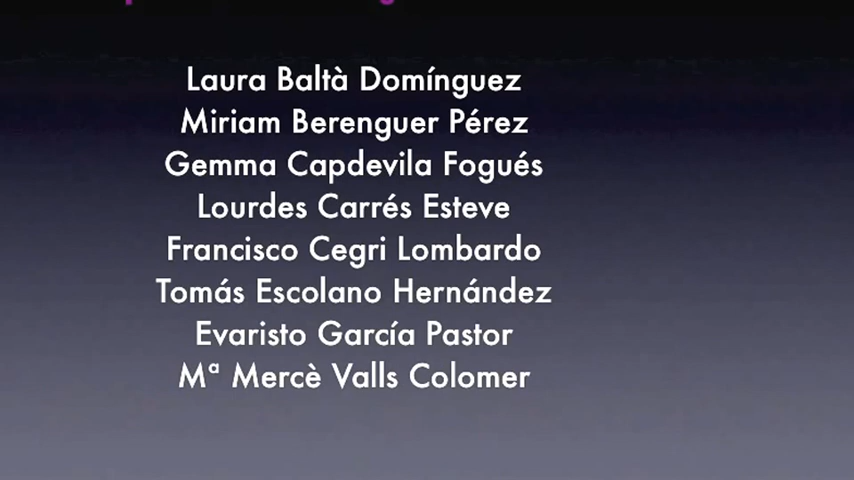 Laura Baltà Domínguez
Miriam Berenguer Pérez
Gemma Capdevila Fogués
Lourdes Carrés Esteve
Francisco Cegri Lombardo
Tomás Escolano Hernández
Evaristo García Pastor
Mª Mercè Valls Colomer